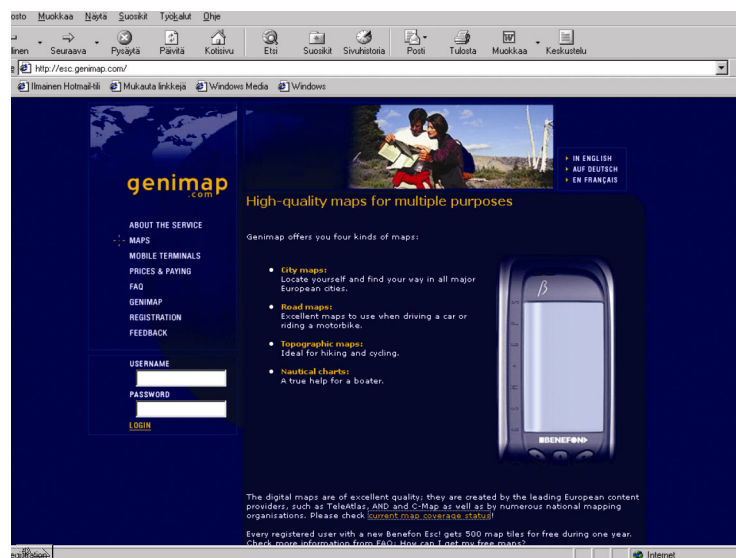 Muokkaa Näytä Suosikit Työkalut Ohje
Seuraava Pysäytä Päivitä Kotisivu Etsi Suosikit Sivuhistoria Posti Tulosta Muokkaa Keskustelu
http://esc.genimap.com/
Ilmainen Hotmail-tili Mukauta linkkejä Windows Media Windows
IN ENGLISH
AUF DEUTSCH
EN FRANÇAIS
genimap
.com
High-quality maps for multiple purposes
ABOUT THE SERVICE
MAPS
MOBILE TERMINALS
PRICES & PAYING
FAQ
GENIMAP
REGISTRATION
FEEDBACK
USERNAME
PASSWORD
LOGIN
Genimap offers you four kinds of maps:
City maps:
Locate yourself and find your way in all major
European cities.
Road maps:
Excellent maps to use when driving a car or
riding a motorbike.
Topographic maps:
Ideal for hiking and cycling.
Nautical charts:
A true help for a boater.
β
BENEFON
The digital maps are of excellent quality; they are created by the leading European content
providers, such as TeleAtlas, AND and C-Map as well as by numerous national mapping
organisations. Please check current map coverage status!
Every registered user with a new Benefon Esc! gets 500 map tiles for free during one year.
Check more information from FAQ: How can I get my free maps?
Internet